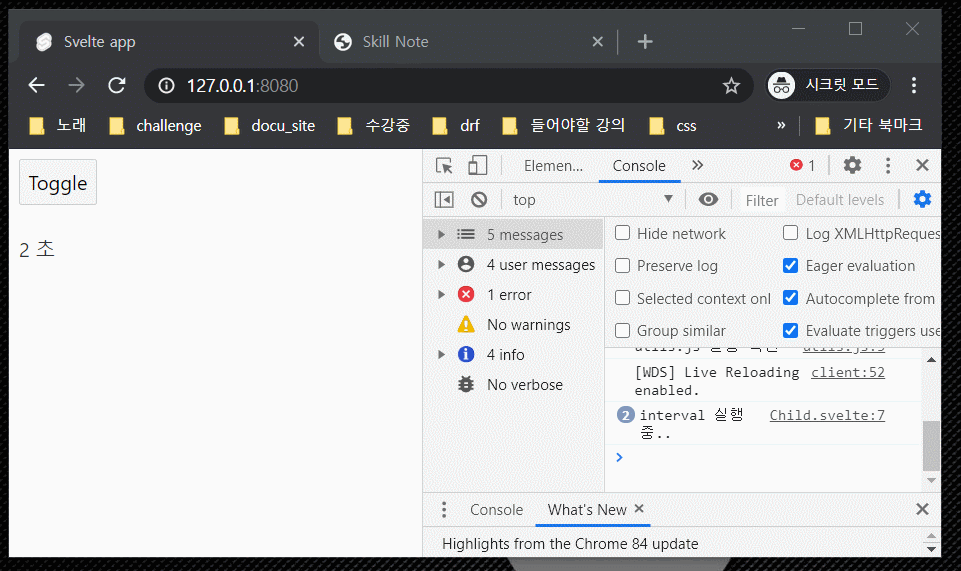 Svelte app
Skill Note
127.0.0.1:8080
시크릿 모드
노래 challenge docu_site 수강중 drf 들어야할 강의 css » 기타 북마크
Toggle
2 초
Elemen... Console » 1
top Filter Default levels
5 messages
4 user messages
1 error
No warnings
4 info
No verbose
Hide network Log XMLHttpReques
Preserve log Eager evaluation
Selected context onl Autocomplete from
Group similar Evaluate triggers use
[WDS] Live Reloading client:52
enabled.
2 interval 실행 Child.svelte:7
중..
Console What's New
Highlights from the Chrome 84 update